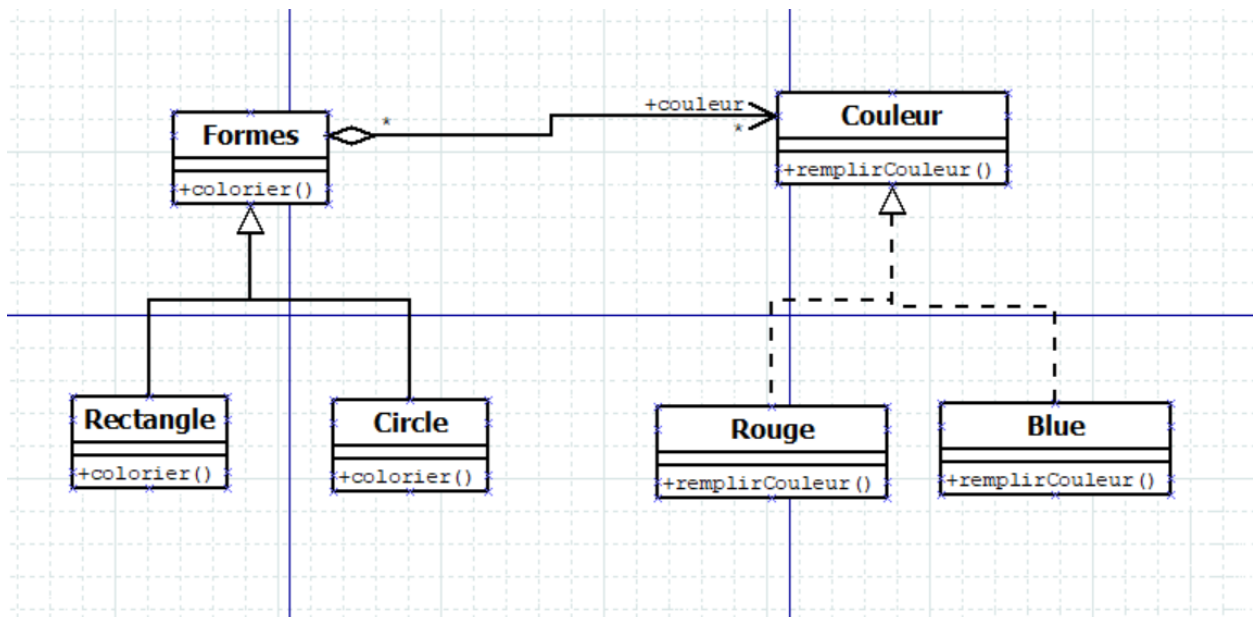 Formes
+colorier()
*
+couleur
*
Couleur
+remplirCouleur()
Rectangle
+colorier()
Circle
+colorier()
Rouge
+remplirCouleur()
Blue
+remplirCouleur()